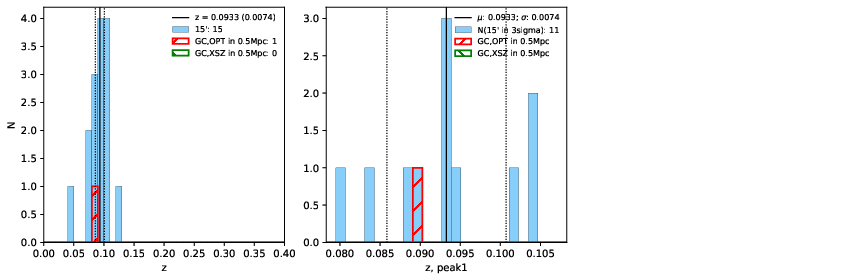 z = 0.0933 (0.0074)
15': 15
GC,OPT in 0.5Mpc: 1
GC,XSZ in 0.5Mpc: 0
N
4.0
3.5
3.0
2.5
2.0
1.5
1.0
0.5
0.0
0.00 0.05 0.10 0.15 0.20 0.25 0.30 0.35 0.40
z
μ: 0.0933; σ: 0.0074
N(15' in 3sigma): 11
GC,OPT in 0.5Mpc
GC,XSZ in 0.5Mpc
3.0
2.5
2.0
1.5
1.0
0.5
0.0
0.080 0.085 0.090 0.095 0.100 0.105
z, peak1